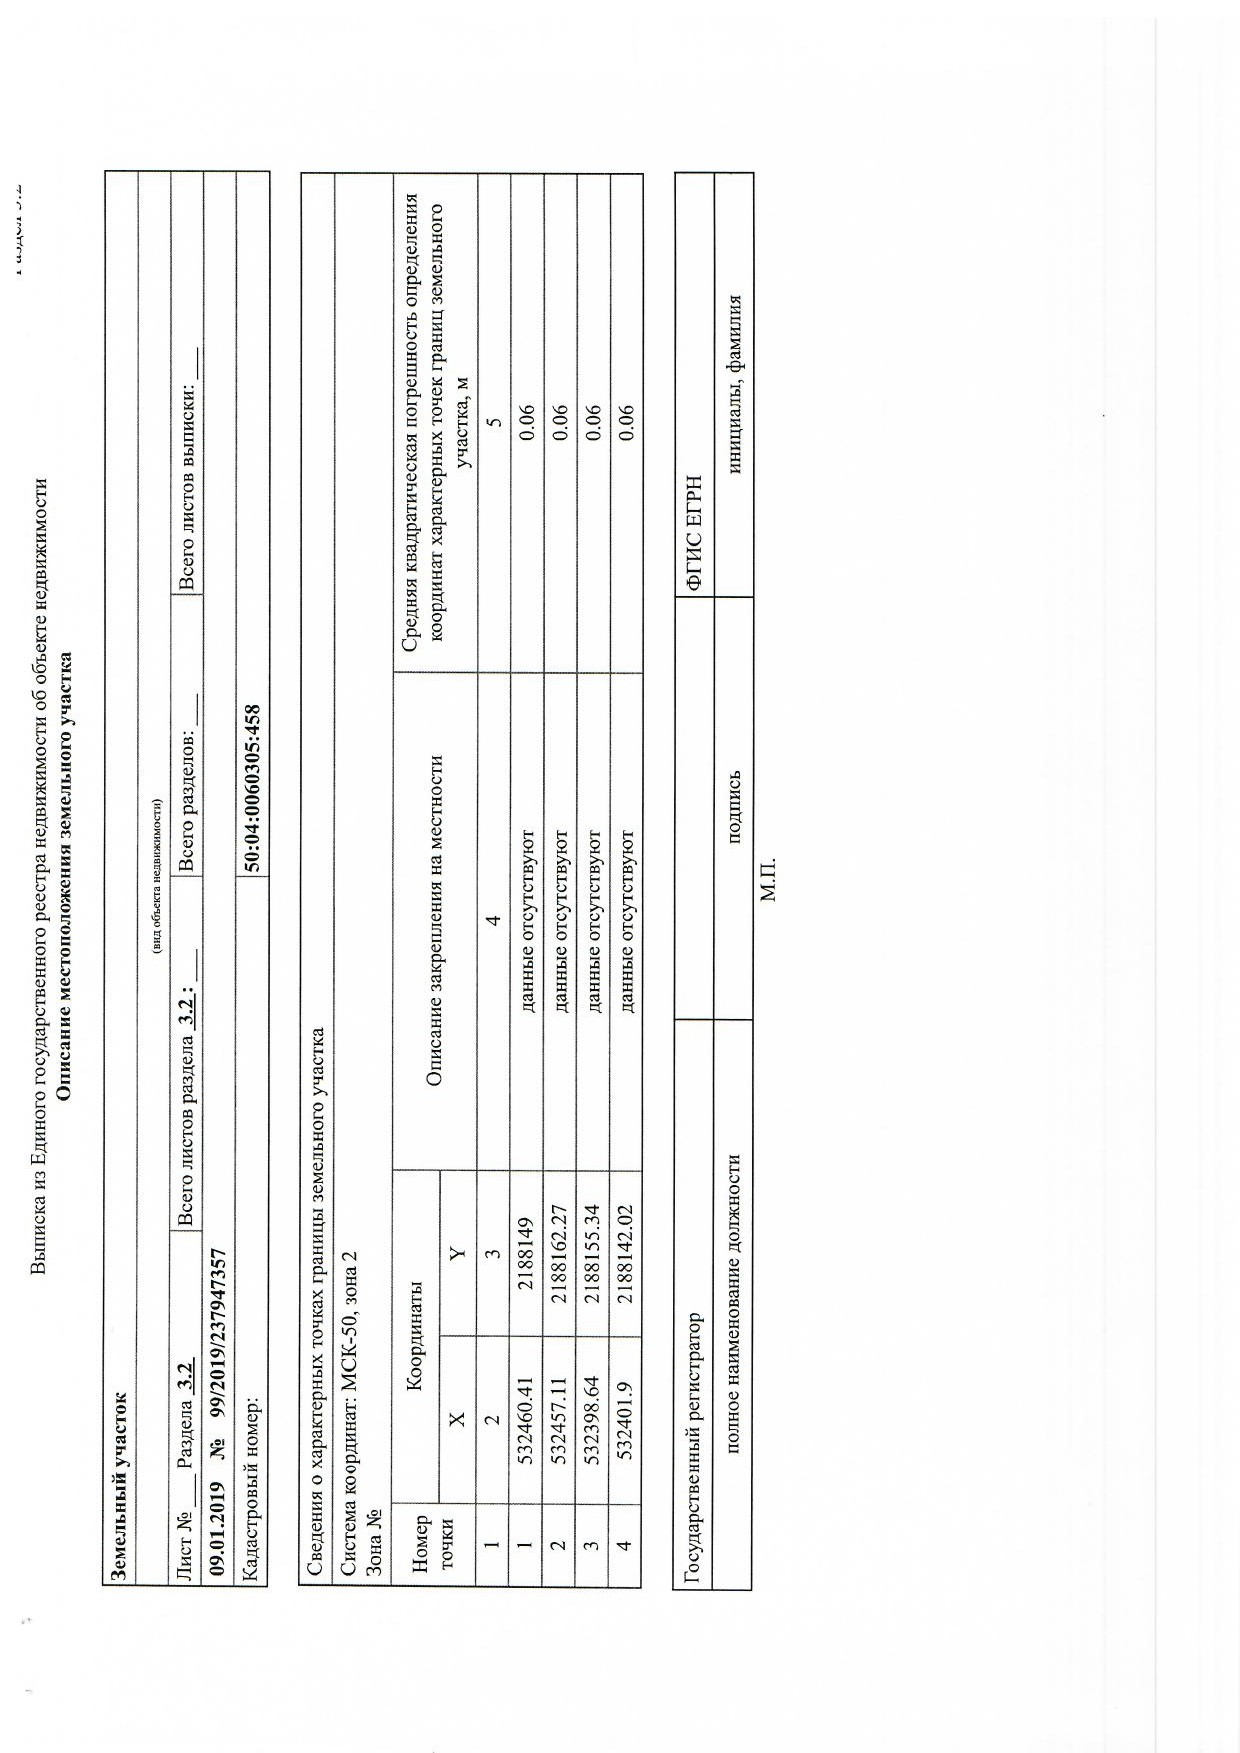 Раздел 3.2
Выписка из Единого государственного реестра недвижимости об объекте недвижимости
Описание местоположения земельного участка
Земельный участок
(вид объекта недвижимости)
Лист № ___ Раздела 3.2 Всего листов раздела 3.2 : ___ Всего разделов: ___ Всего листов выписки: ___
09.01.2019 № 99/2019/237947357
Кадастровый номер: 50:04:0060305:458
Сведения о характерных точках границы земельного участка
Система координат: МСК-50, зона 2
Зона №
Номер точки Координаты Описание закрепления на местности Средняя квадратическая погрешность определения координат характерных точек границ земельного участка, м
X Y
1 2 3 4 5
1 532460.41 2188149 данные отсутствуют 0.06
2 532457.11 2188162.27 данные отсутствуют 0.06
3 532398.64 2188155.34 данные отсутствуют 0.06
4 532401.9 2188142.02 данные отсутствуют 0.06
Государственный регистратор ФГИС ЕГРН
полное наименование должности подпись инициалы, фамилия
М.П.